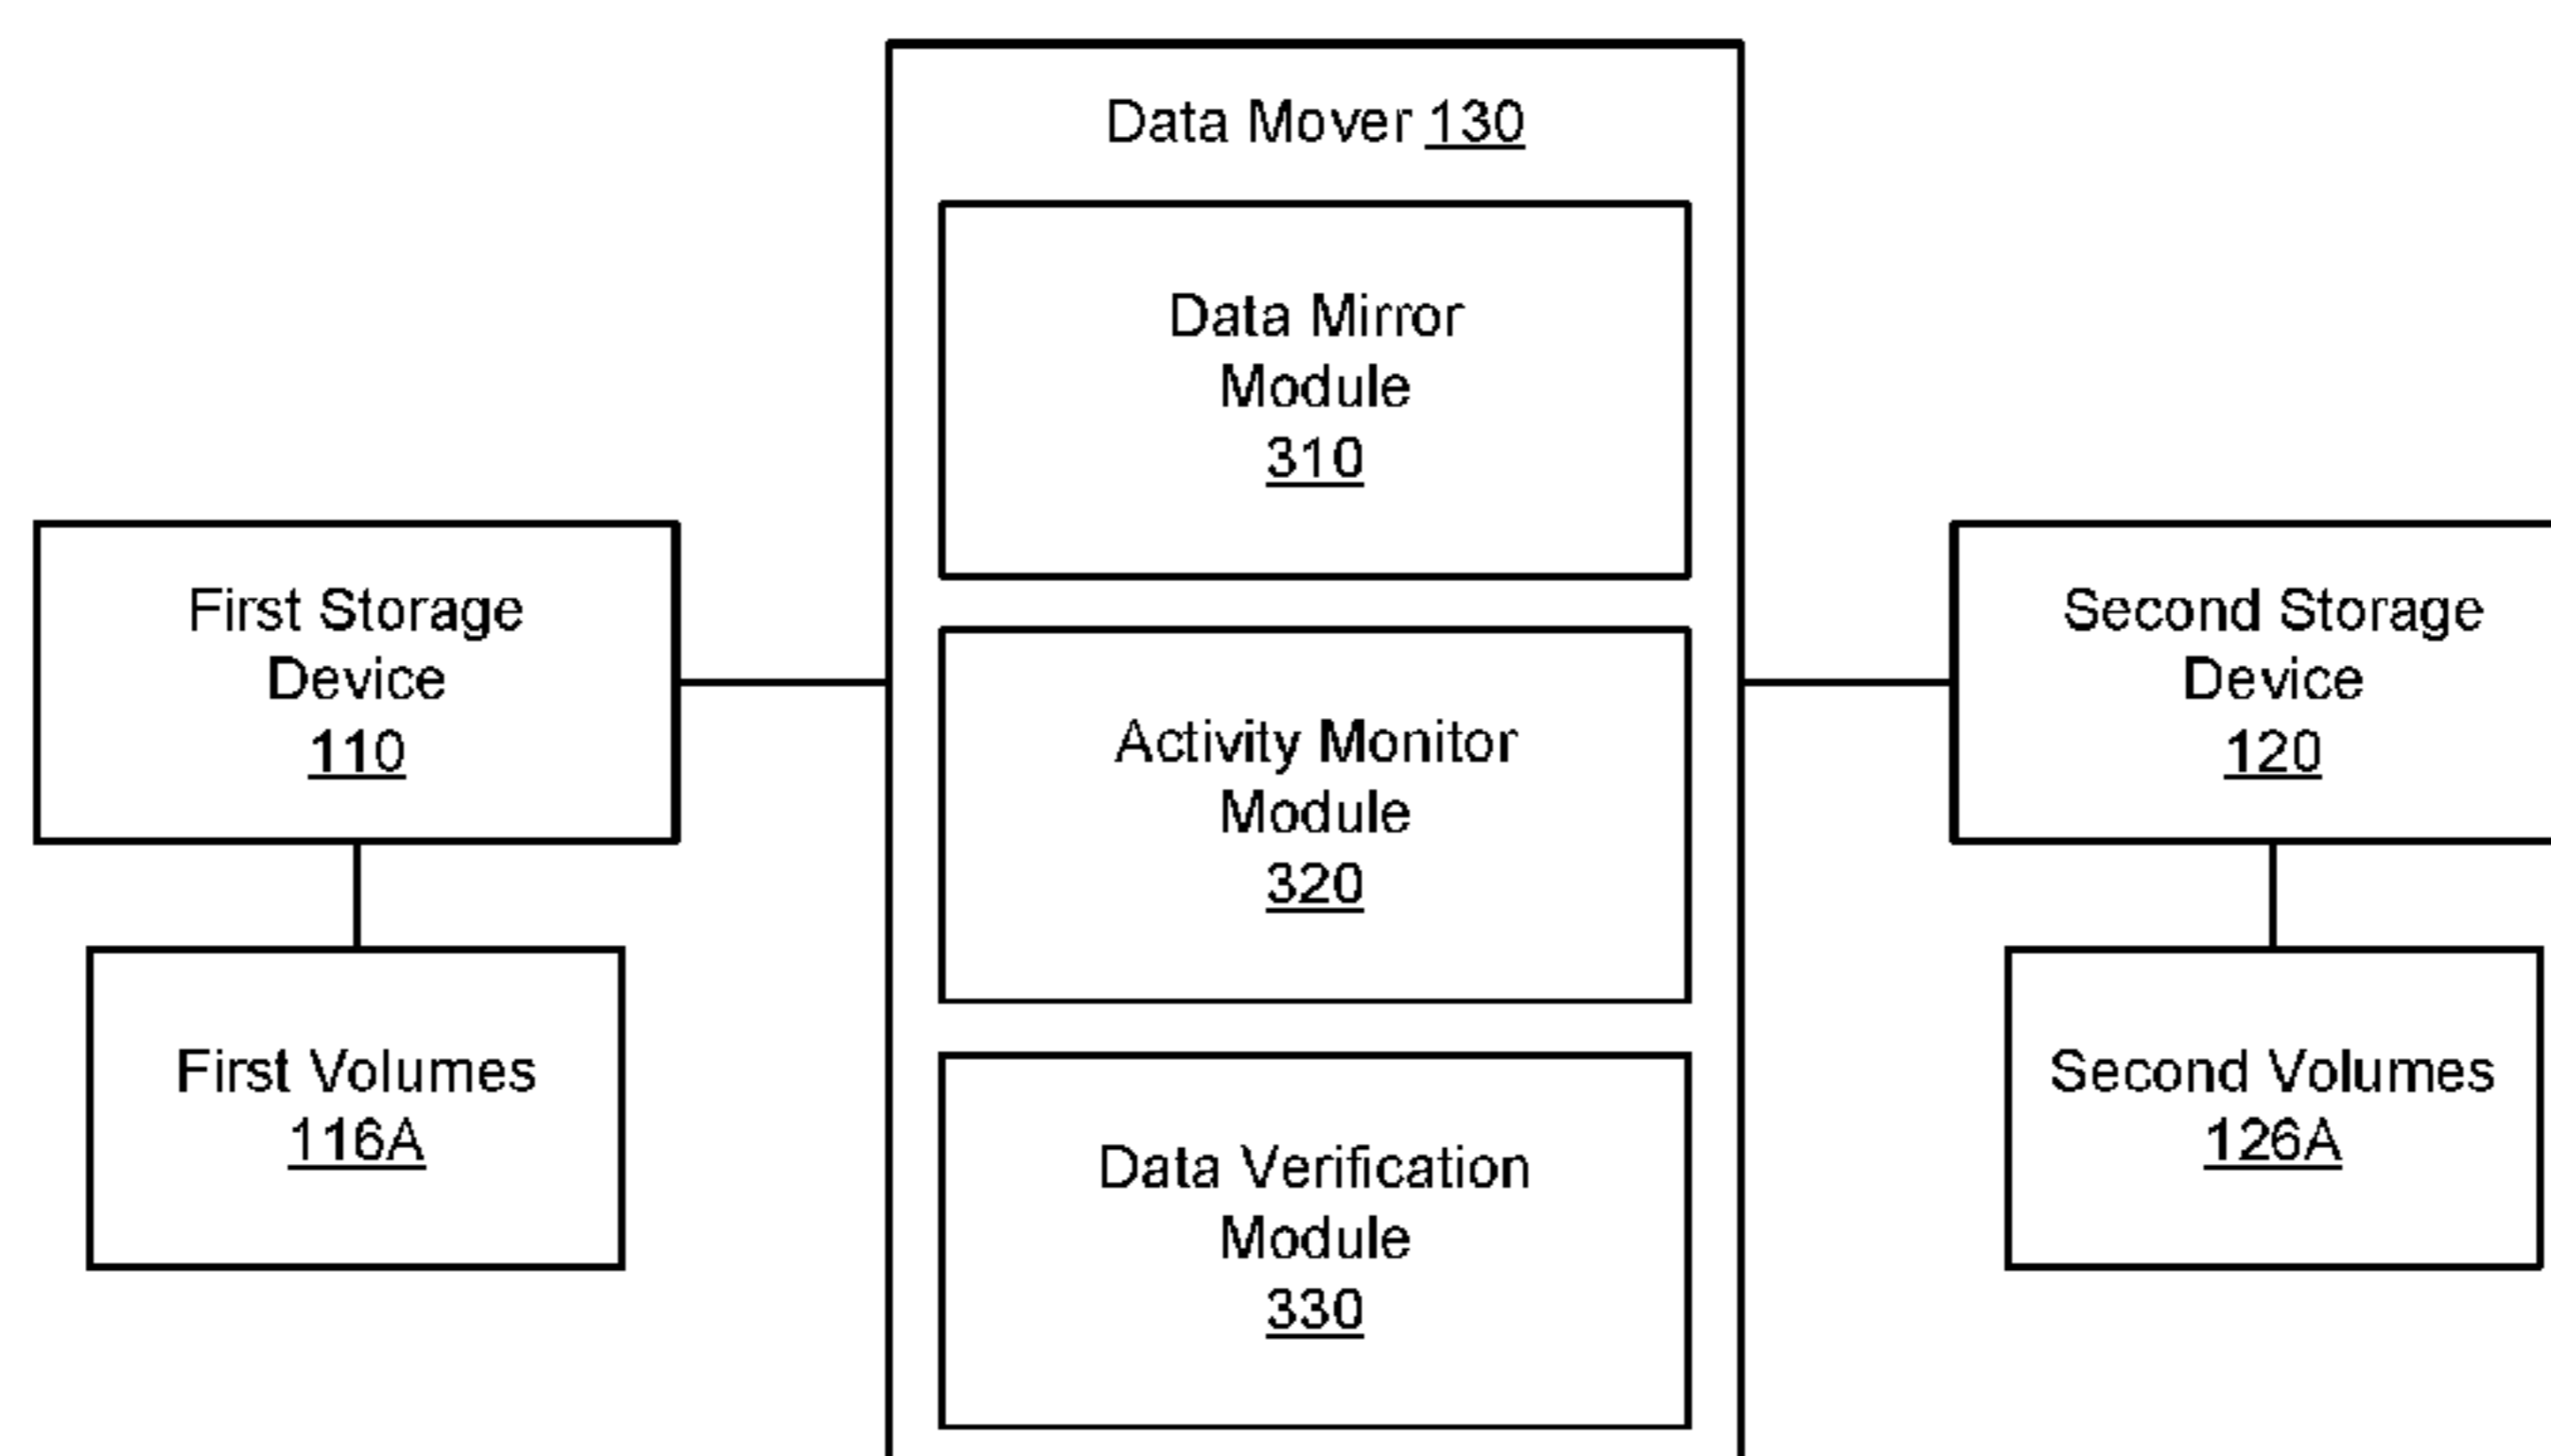 Data Mover 130
Data Mirror
Module
310
First Storage
Device
110
Second Storage
Device
120
Activity Monitor
Module
320
First Volumes
116A
Second Volumes
126A
Data Verification
Module
330